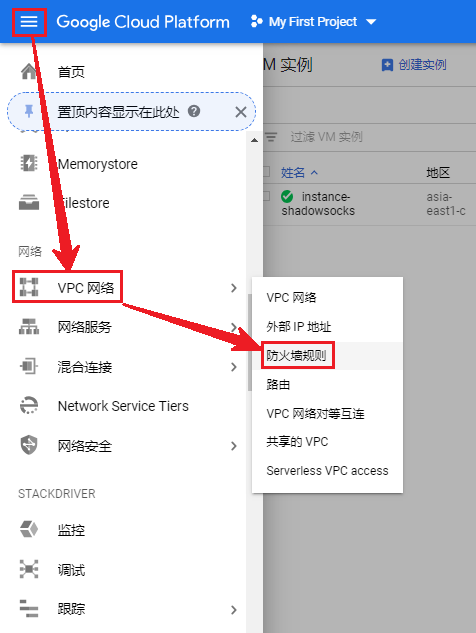 Google Cloud Platform My First Project
首页
置顶内容显示在此处
Memorystore
Filestore
网络
VPC 网络
网络服务
混合连接
Network Service Tiers
网络安全
STACKDRIVER
监控
调试
跟踪
VPC 网络
外部 IP 地址
防火墙规则
路由
VPC 网络对等互连
共享的 VPC
Serverless VPC access
VM 实例 创建实例
过滤 VM 实例
姓名 地区
instance-
shadowsocks
asia-
east1-c